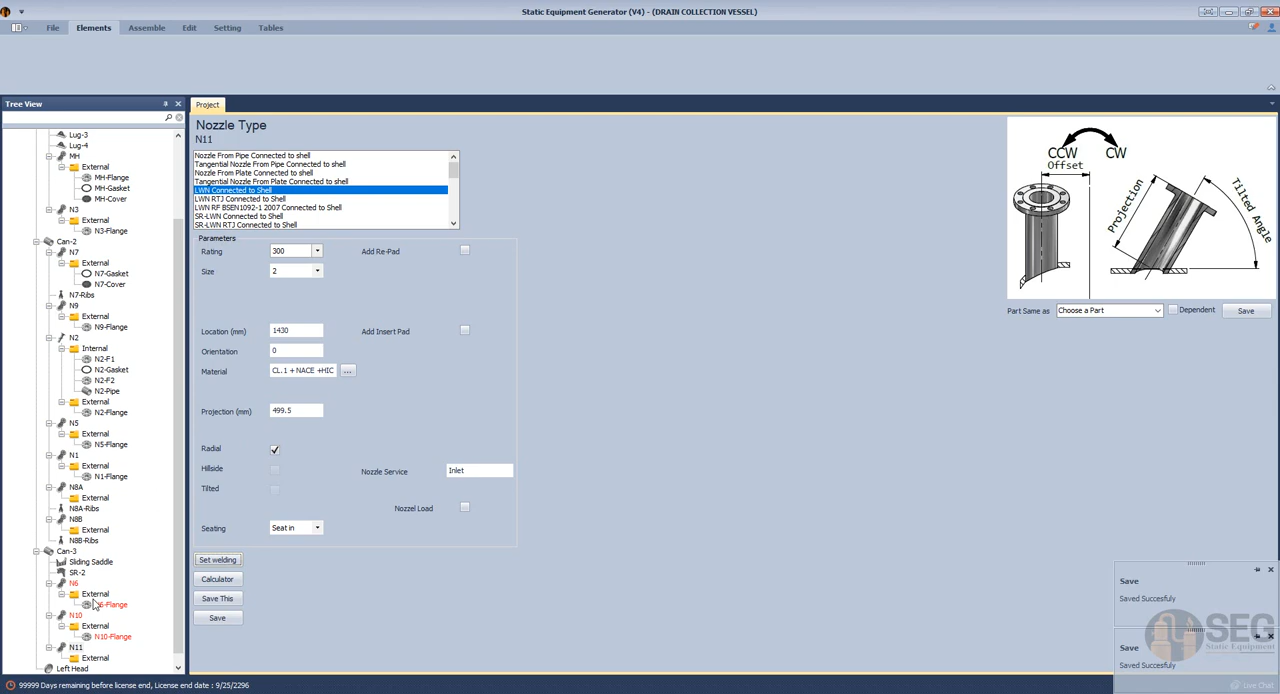 Static Equipment Generator (V4) - (DRAIN COLLECTION VESSEL)
File Elements Assemble Edit Setting Tables
Tree View
Lug-3
Lug-4
MH
External
MH-Flange
MH-Gasket
MH-Cover
N3
External
N3-Flange
Can-2
N7
External
N7-Gasket
N7-Cover
N7-Ribs
N9
External
N9-Flange
N2
Internal
N2-F1
N2-Gasket
N2-F2
N2-Pipe
External
N2-Flange
N5
External
N5-Flange
N1
External
N1-Flange
N8A
External
N8A-Ribs
N8B
External
N8B-Ribs
Can-3
Sliding Saddle
SR-2
N6
External
6-Flange
N10
External
N10-Flange
N11
External
Left Head
Project
Nozzle Type
N11
Nozzle From Pipe Connected to shell
Tangential Nozzle From Pipe Connected to shell
Nozzle From Plate Connected to shell
Tangential Nozzle From Plate Connected to shell
LWN Connected to Shell
LWN RTJ Connected to Shell
LWN RF BSEN1092-1 2007 Connected to Shell
SR-LWN Connected to Shell
SR-LWN RTJ Connected to Shell
Parameters
Rating 300 Add Re-Pad
Size 2
Location (mm) 1430 Add Insert Pad
Orientation 0
Material CL.1 + NACE +HIC ...
Projection (mm) 499.5
Radial
Hillside Nozzle Service Inlet
Tilted
Nozzel Load
Seating Seat in
Set welding
Calculator
Save This
Save
CCW CW
Offset
Projection
Tilted Angle
Part Same as Choose a Part Dependent Save
Save
Saved Succesfuly
Save
Saved Succesfuly
SEG
Static Equipment
Live Chat
99999 Days remaining before license end, License end date : 9/25/2296